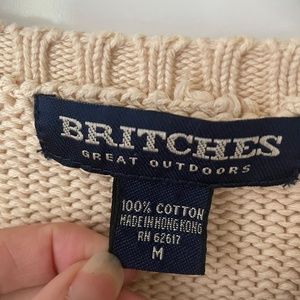 BRITCHES
GREAT OUTDOORS
100% COTTON
MADE IN HONG KONG
RN 62617
M